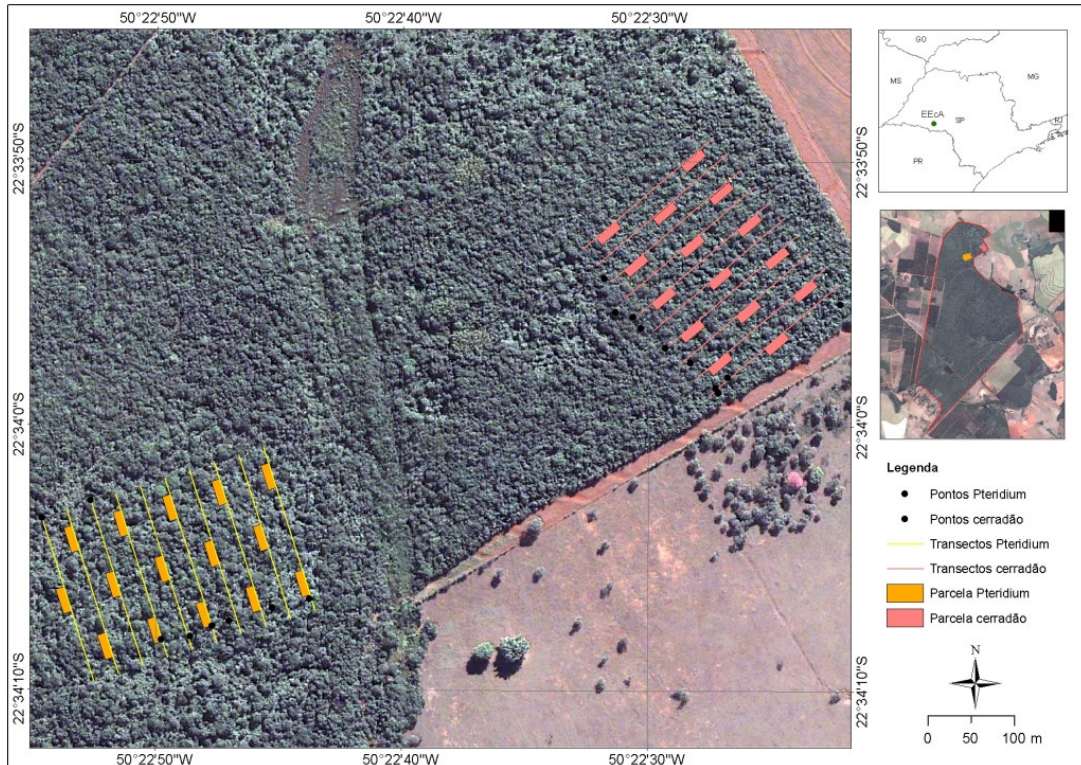 50°22'50"W 50°22'40"W 50°22'30"W
22°33'50"S
22°33'50"S
22°34'0"S
22°34'0"S
22°34'10"S
22°34'10"S
50°22'50"W 50°22'40"W 50°22'30"W
GO
MS
MG
EEcA
SP
RJ
PR
Legenda
Pontos Pteridium
Pontos cerradão
Transectos Pteridium
Transectos cerradão
Parcela Pteridium
Parcela cerradão
N
0 50 100 m